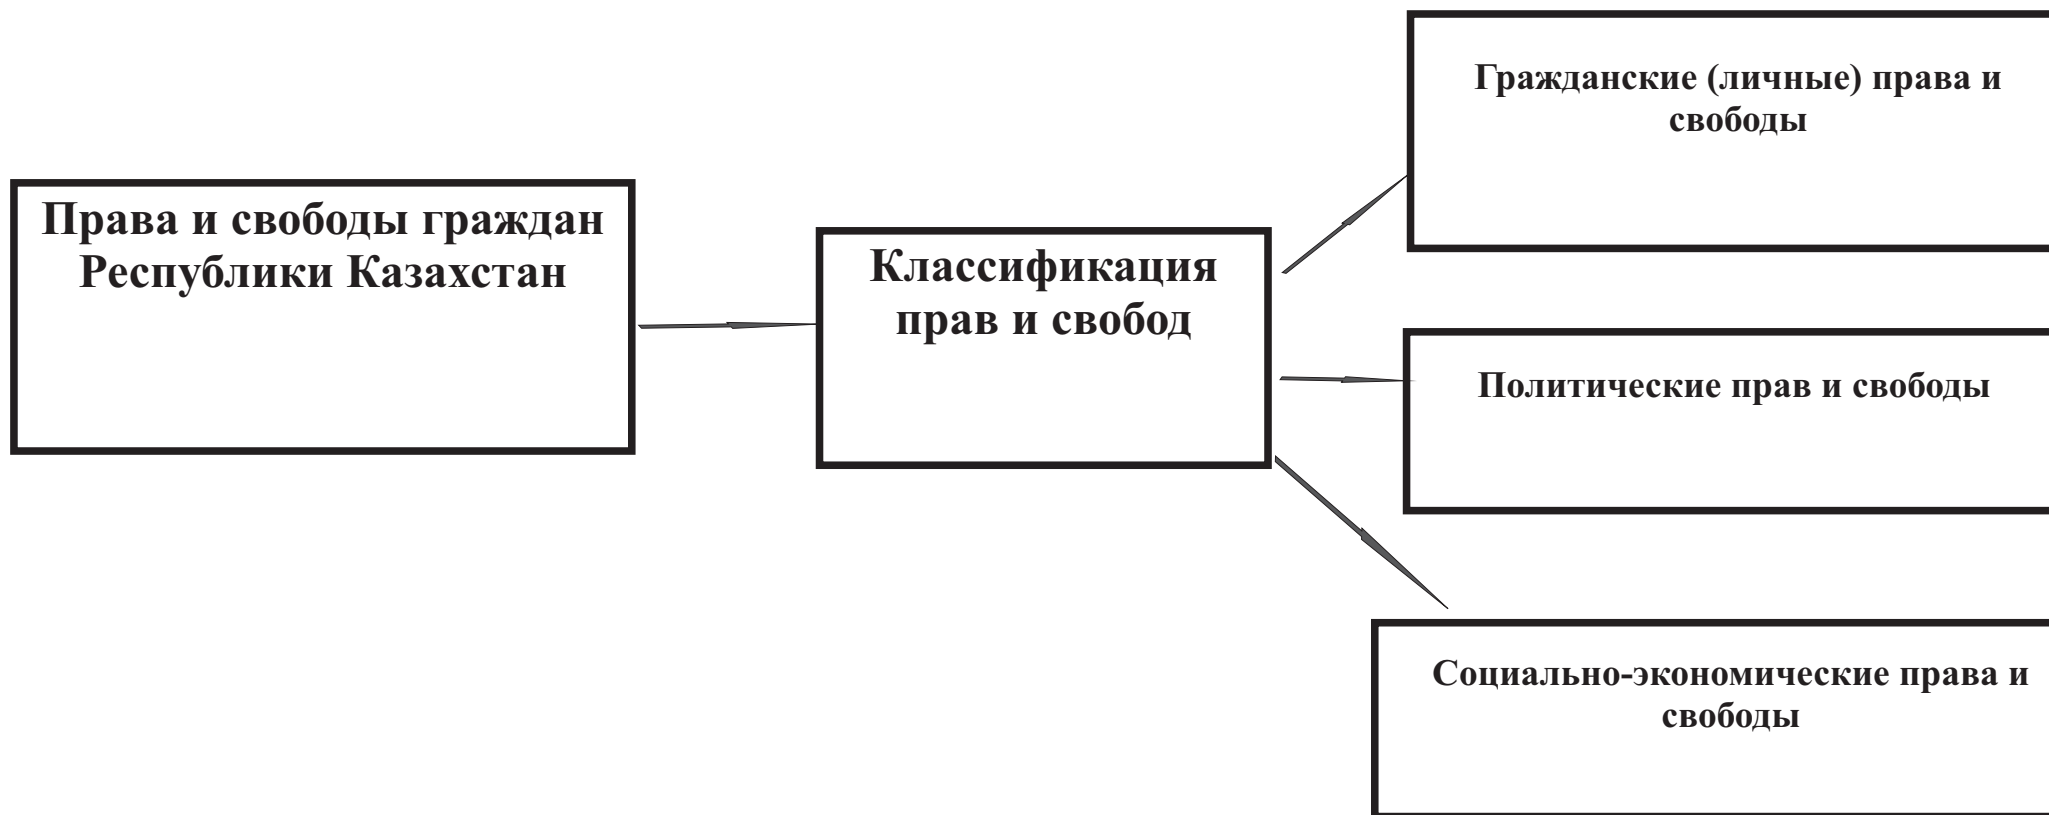 Права и свободы граждан
Республики Казахстан
Классификация
прав и свобод
Гражданские (личные) права и
свободы
Политические прав и свободы
Социально-экономические права и
свободы